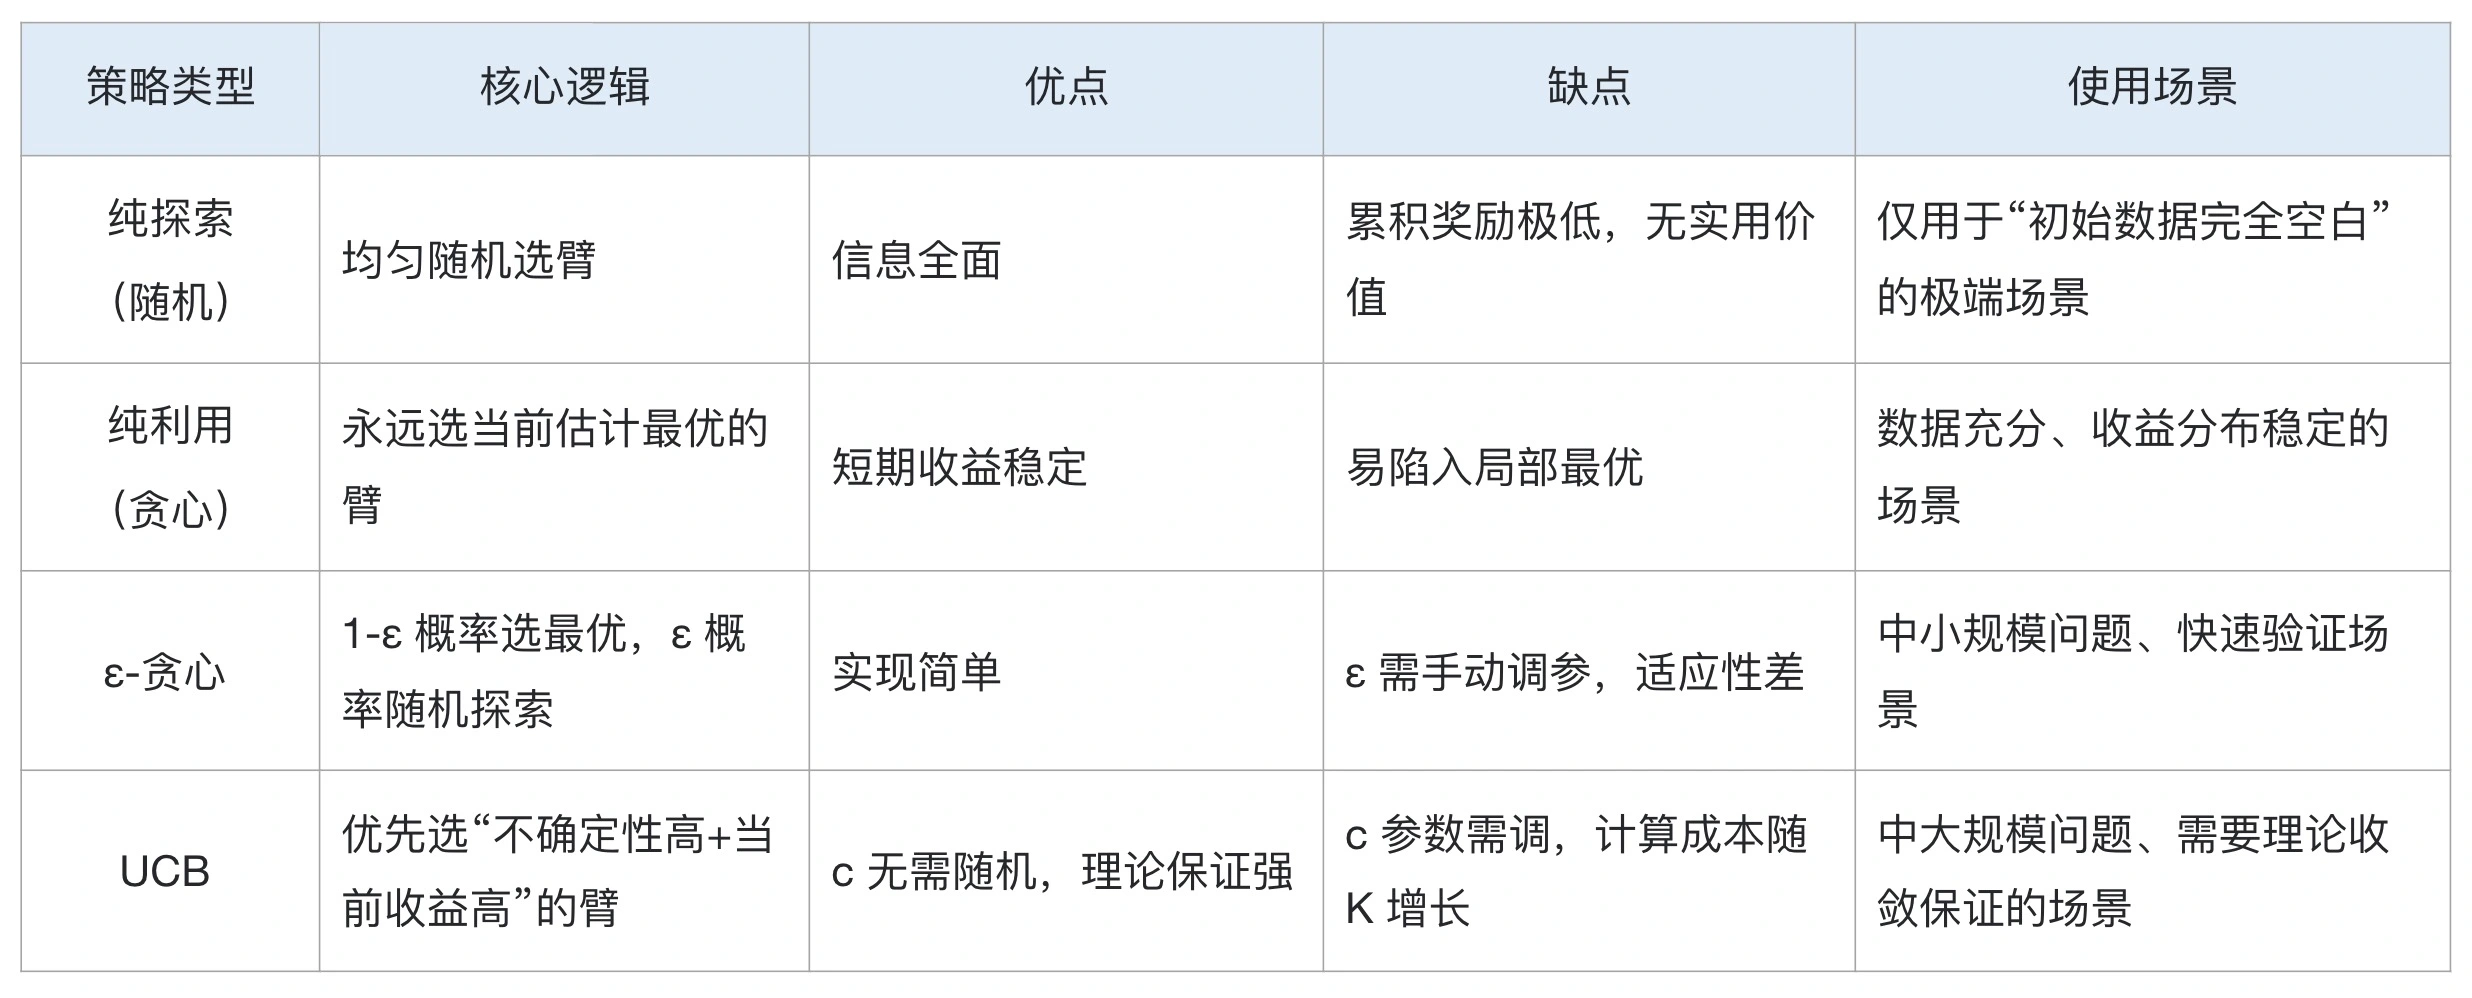 策略类型 核心逻辑 优点 缺点 使用场景
纯探索
（随机）
均匀随机选臂
信息全面
累积奖励极低，无实用价
值
仅用于“初始数据完全空白”
的极端场景
纯利用
（贪心）
永远选当前估计最优的
臂
短期收益稳定
易陷入局部最优
数据充分、收益分布稳定的
场景
ε-贪心
1-ε 概率选最优，ε 概
率随机探索
实现简单
ε 需手动调参，适应性差
中小规模问题、快速验证场
景
UCB
优先选“不确定性高+当
前收益高”的臂
c 无需随机，理论保证强
c 参数需调，计算成本随
K 增长
中大规模问题、需要理论收
敛保证的场景